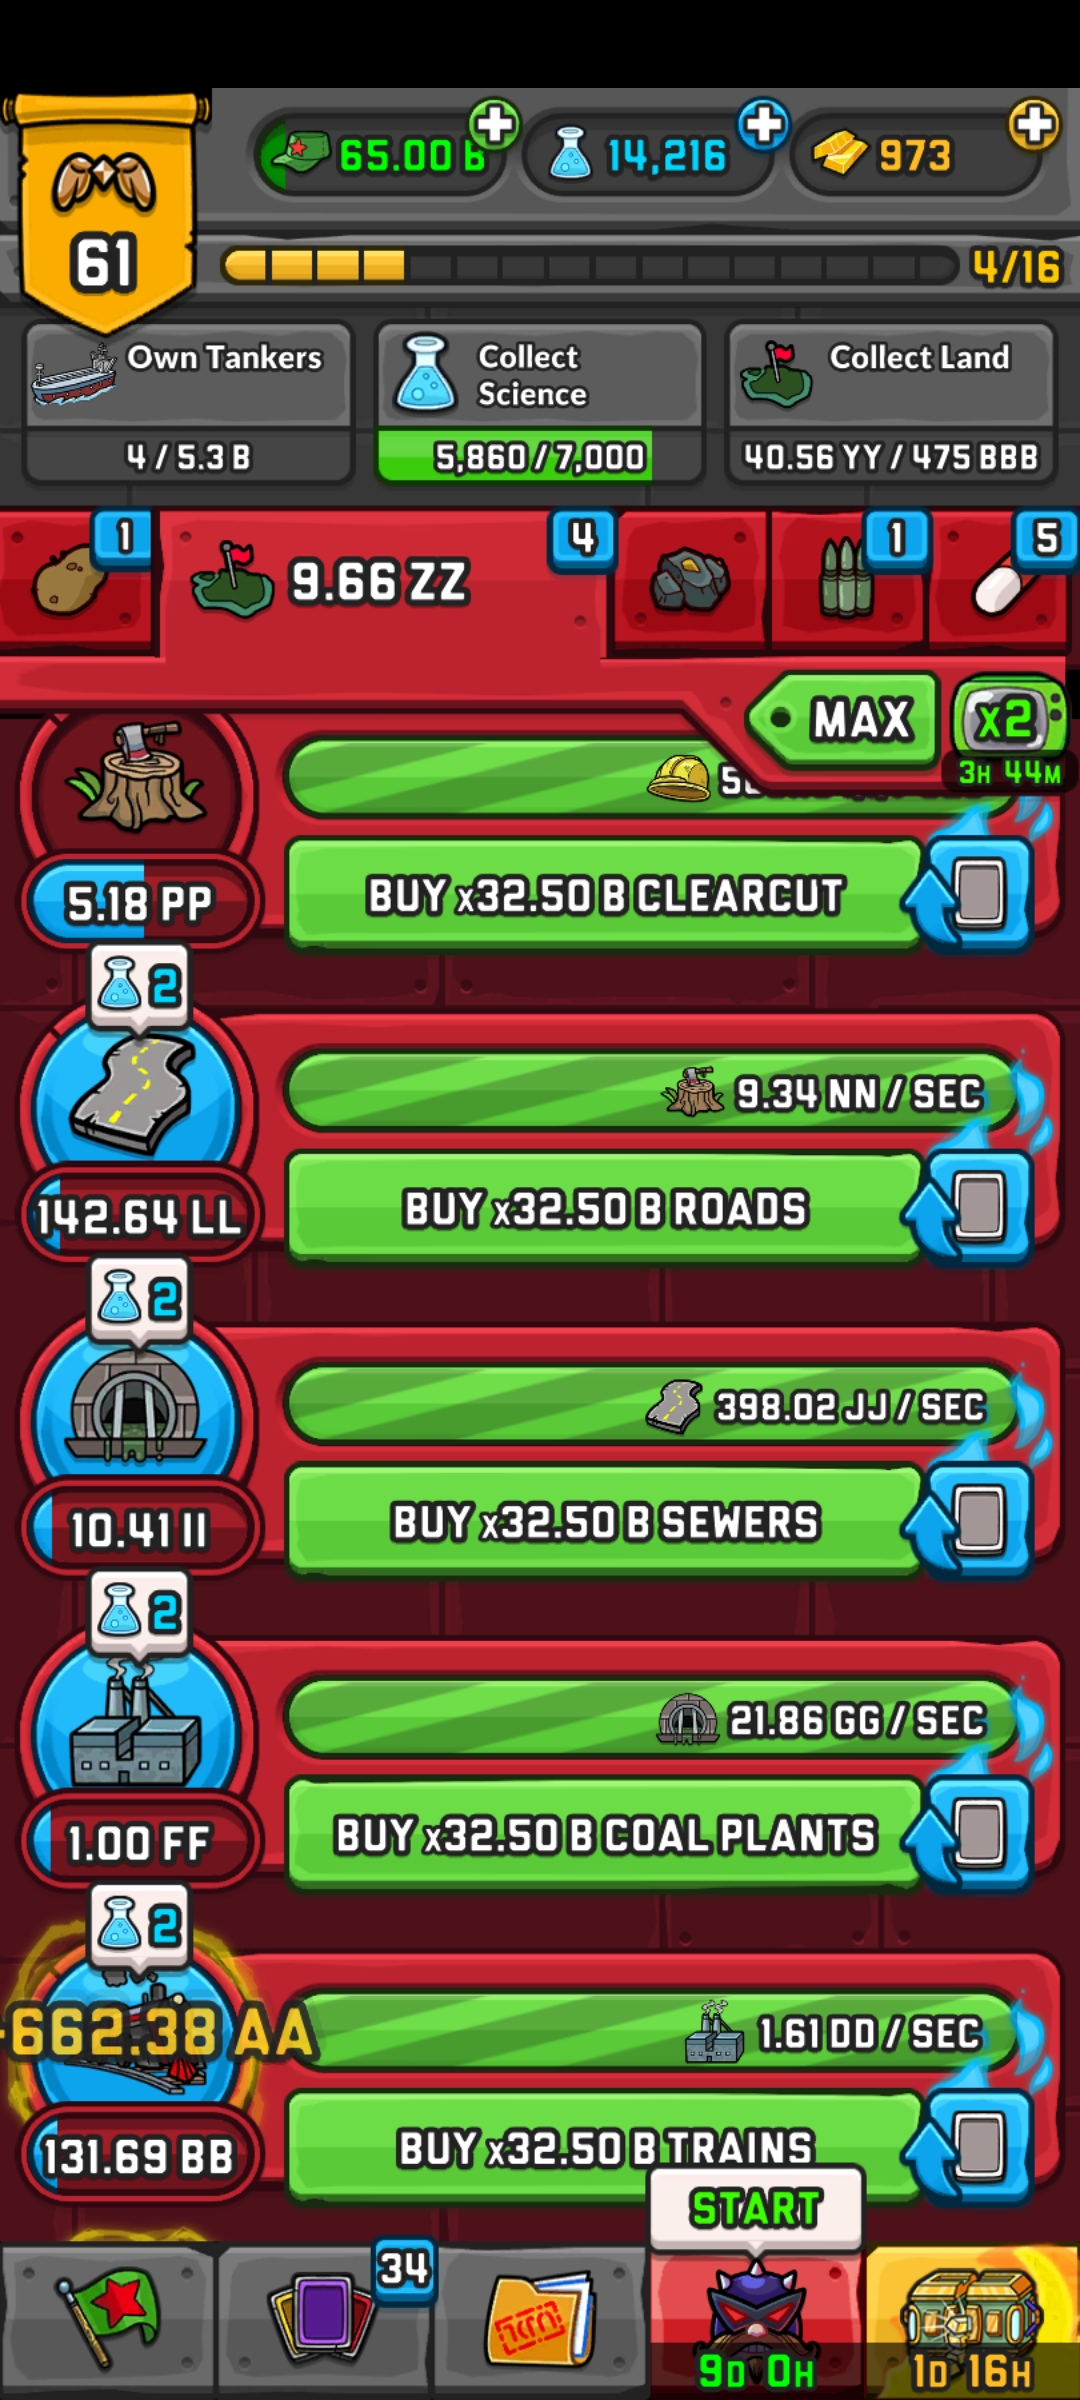 65.00 B
14,216
973
61
4/16
Own Tankers
4 / 5.3 B
Collect
Science
5,860 / 7,000
Collect Land
40.56 YY / 475 BBB
1
9.66 ZZ
4
1
5
MAX
x2
3H 44M
5.18 PP
BUY x32.50 B CLEARCUT
2
9.34 NN / SEC
142.64 LL
BUY x32.50 B ROADS
2
398.02 JJ / SEC
10.41 II
BUY x32.50 B SEWERS
2
21.86 GG / SEC
1.00 FF
BUY x32.50 B COAL PLANTS
2
662.38 AA
1.61 DD / SEC
131.69 BB
BUY x32.50 B TRAINS
START
34
9D 0H
1D 16H